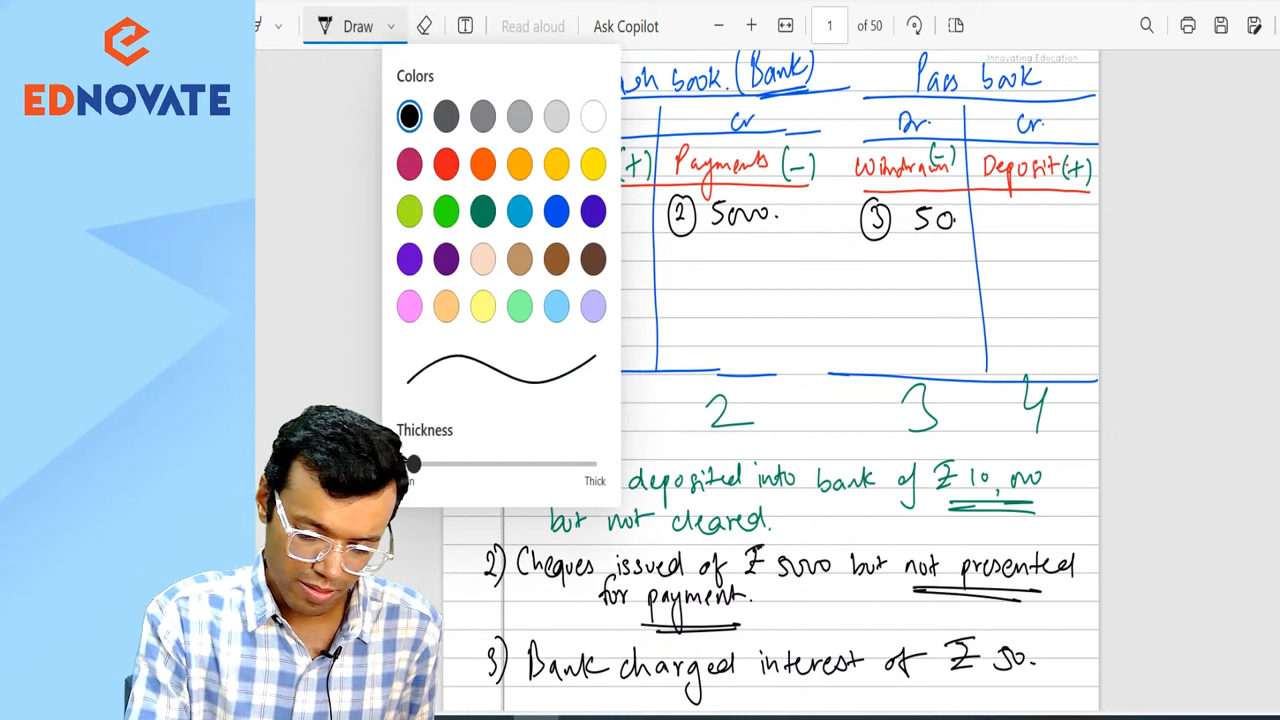 EDNOVATE
Draw
Read aloud
Ask Copilot
1 of 50
Innovating Education
Colors
book. (Bank) Pass book
Cr Dr. Cr.
(+) Payments (-) Withdrawn (-) Deposit (+)
② 5000. ③ 50.
Thickness
Thick
2 3 4
deposited into bank of ₹ 10,000
but not cleared.
2) Cheques issued of ₹ 5000 but not presented
for payment.
3) Bank charged interest of ₹ 50.